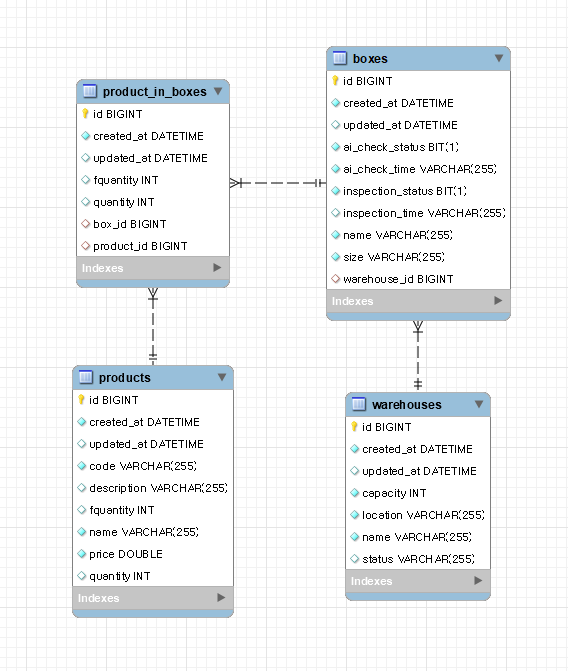 product_in_boxes
id BIGINT
created_at DATETIME
updated_at DATETIME
fquantity INT
quantity INT
box_id BIGINT
product_id BIGINT
Indexes
boxes
id BIGINT
created_at DATETIME
updated_at DATETIME
ai_check_status BIT(1)
ai_check_time VARCHAR(255)
inspection_status BIT(1)
inspection_time VARCHAR(255)
name VARCHAR(255)
size VARCHAR(255)
warehouse_id BIGINT
Indexes
products
id BIGINT
created_at DATETIME
updated_at DATETIME
code VARCHAR(255)
description VARCHAR(255)
fquantity INT
name VARCHAR(255)
price DOUBLE
quantity INT
Indexes
warehouses
id BIGINT
created_at DATETIME
updated_at DATETIME
capacity INT
location VARCHAR(255)
name VARCHAR(255)
status VARCHAR(255)
Indexes